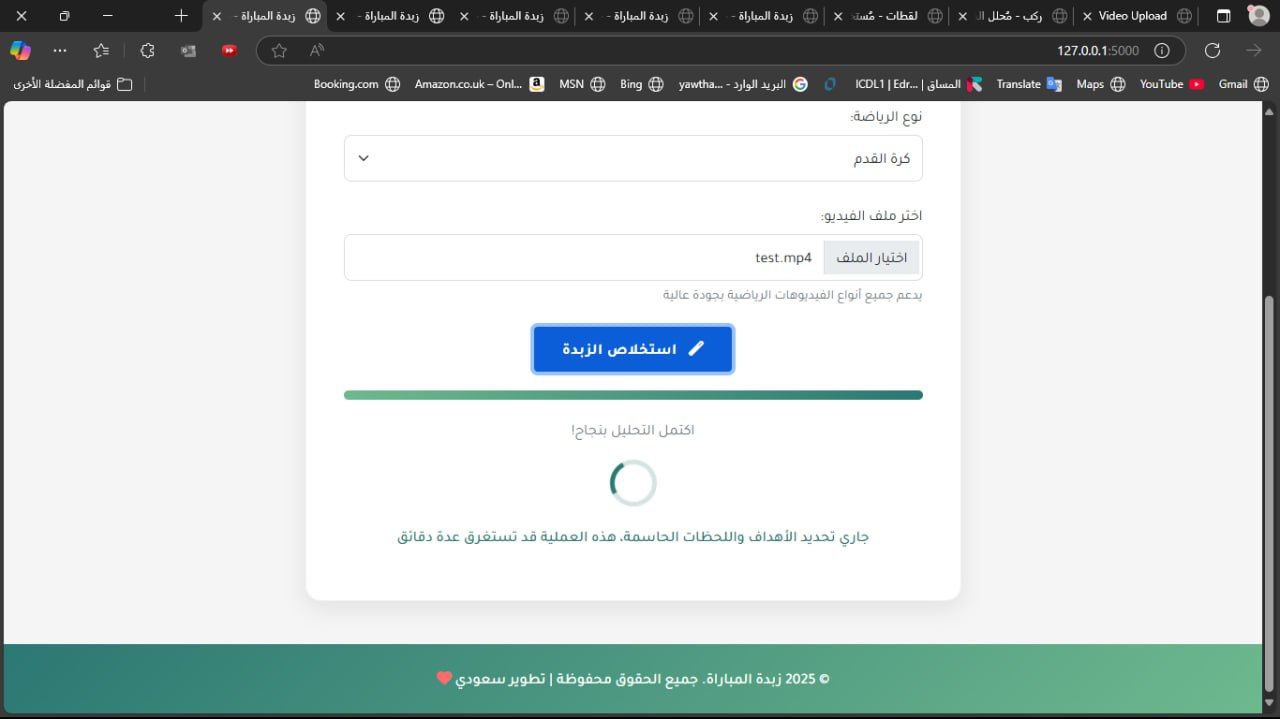 زبدة المباراة -
زبدة المباراة -
زبدة المباراة -
زبدة المباراة -
زبدة المباراة -
لقطات - مُستخ
ركب - مُحلل ال
Video Upload
127.0.0.1:5000
Gmail
YouTube
Maps
Translate
المساق | ICDL1 | Edr...
البريد الوارد - yawtha...
Bing
MSN
Amazon.co.uk – Onl...
Booking.com
قوائم المفضلة الأخرى
نوع الرياضة:
كرة القدم
اختر ملف الفيديو:
اختيار الملف test.mp4
يدعم جميع أنواع الفيديوهات الرياضية بجودة عالية
استخلاص الزبدة
اكتمل التحليل بنجاح!
جاري تحديد الأهداف واللحظات الحاسمة، هذه العملية قد تستغرق عدة دقائق
© 2025 زبدة المباراة. جميع الحقوق محفوظة | تطوير سعودي ❤